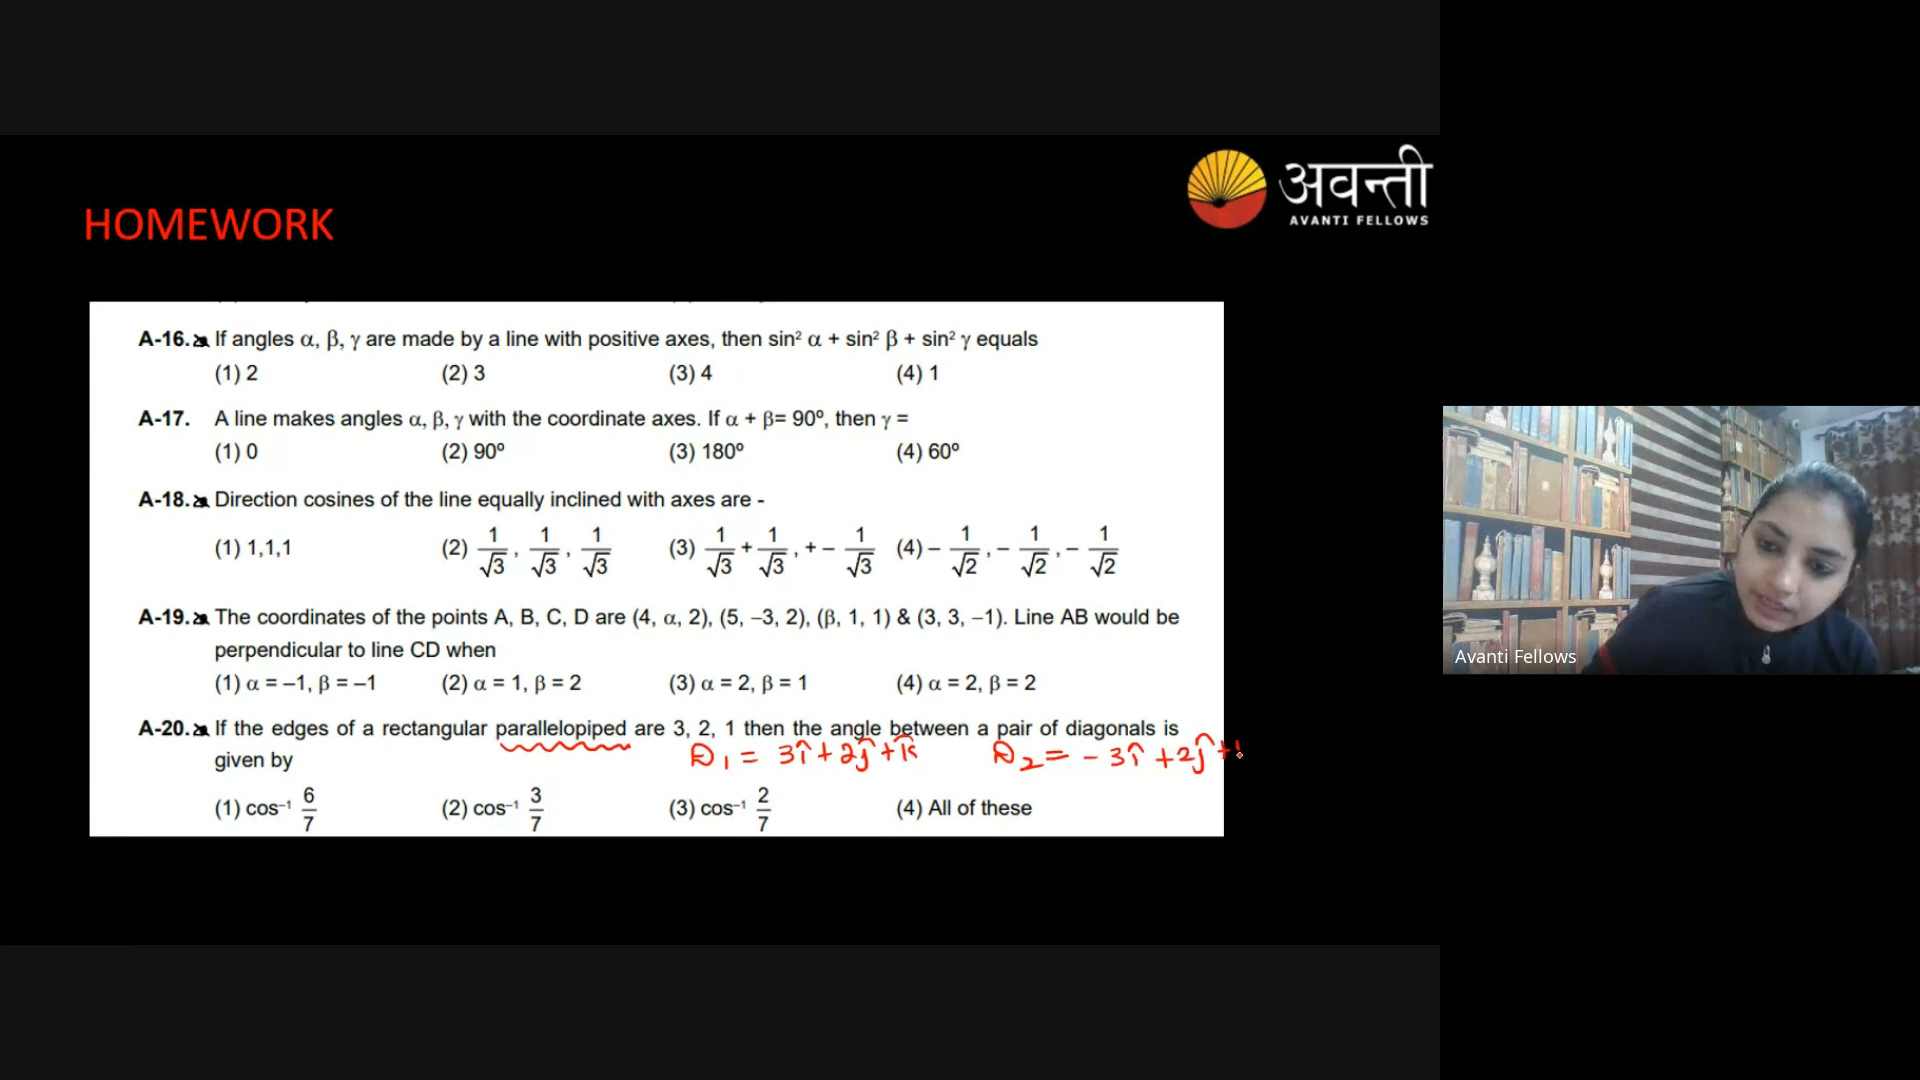 अवन्ती
AVANTI FELLOWS
HOMEWORK
A-16. If angles α, β, γ are made by a line with positive axes, then sin² α + sin² β + sin² γ equals
(1) 2 (2) 3 (3) 4 (4) 1
A-17. A line makes angles α, β, γ with the coordinate axes. If α + β= 90º, then γ =
(1) 0 (2) 90º (3) 180º (4) 60º
A-18. Direction cosines of the line equally inclined with axes are -
(1) 1,1,1 (2) 1/√3 , 1/√3 , 1/√3 (3) 1/√3 + 1/√3 , + – 1/√3 (4) – 1/√2 , – 1/√2 , – 1/√2
A-19. The coordinates of the points A, B, C, D are (4, α, 2), (5, –3, 2), (β, 1, 1) & (3, 3, –1). Line AB would be
perpendicular to line CD when
(1) α = –1, β = –1 (2) α = 1, β = 2 (3) α = 2, β = 1 (4) α = 2, β = 2
A-20. If the edges of a rectangular parallelopiped are 3, 2, 1 then the angle between a pair of diagonals is
given by D₁ = 3î + 2ĵ + k̂ D₂ = - 3î + 2ĵ +
(1) cos⁻¹ 6/7 (2) cos⁻¹ 3/7 (3) cos⁻¹ 2/7 (4) All of these
Avanti Fellows